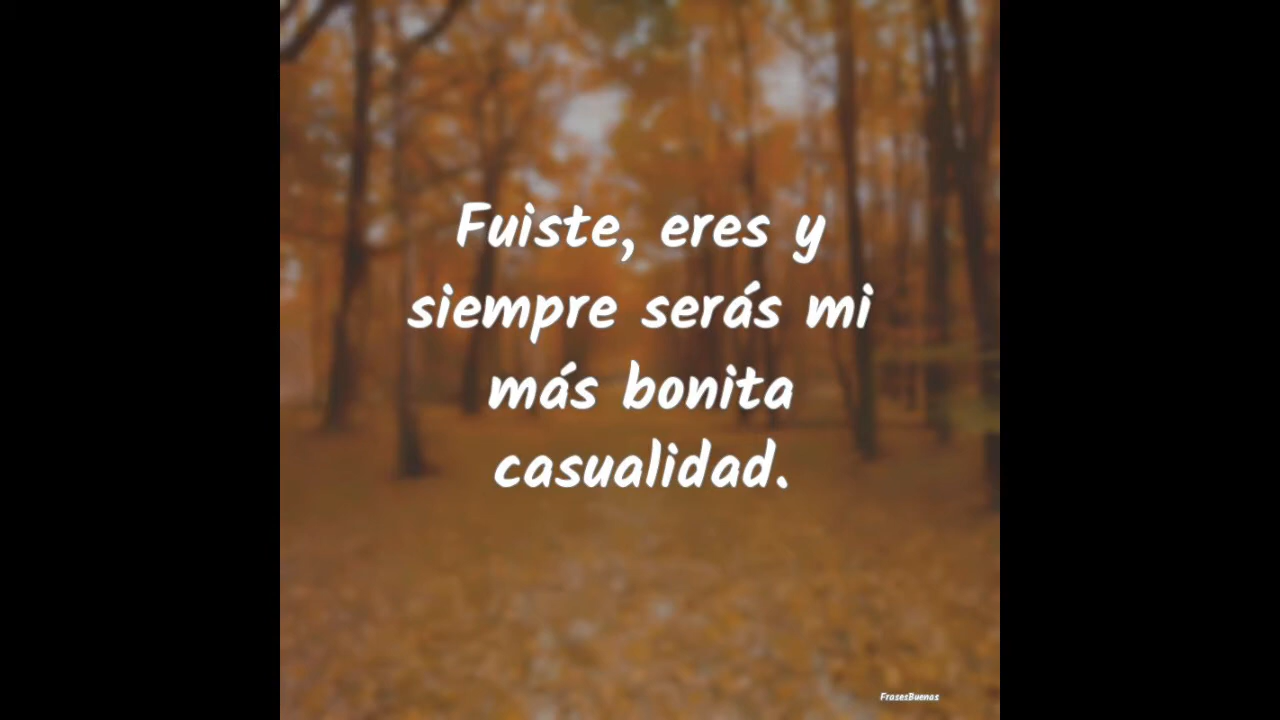 Fuiste, eres y
siempre serás mi
más bonita
casualidad.
FrasesBuenas